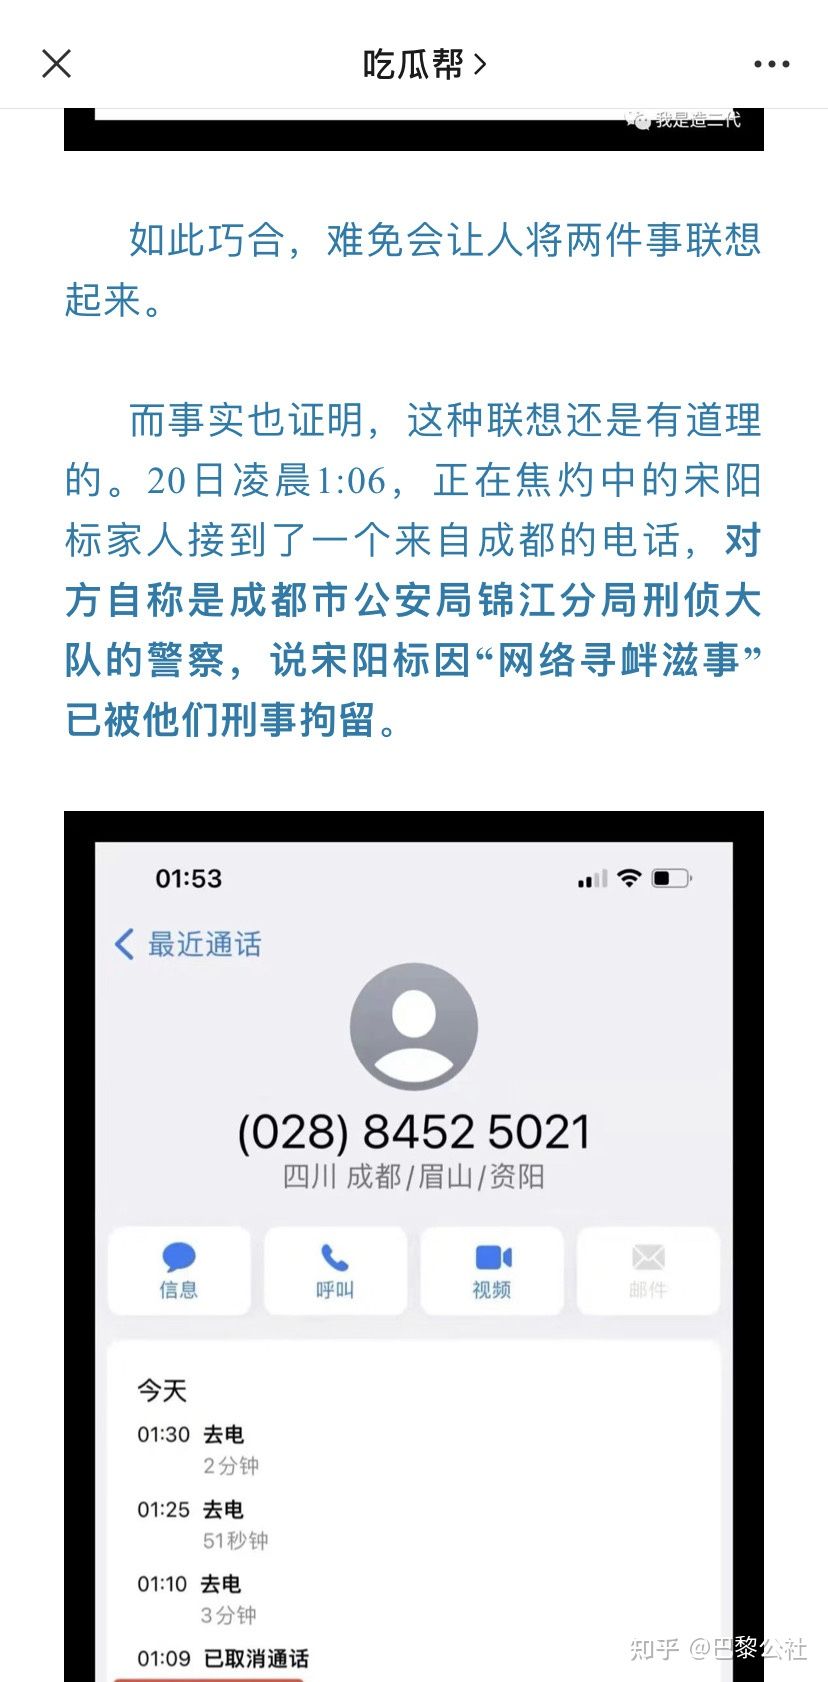 吃瓜帮
我是造二代
如此巧合，难免会让人将两件事联想
起来。
而事实也证明，这种联想还是有道理
的。20日凌晨1:06，正在焦灼中的宋阳
标家人接到了一个来自成都的电话，对
方自称是成都市公安局锦江分局刑侦大
队的警察，说宋阳标因“网络寻衅滋事”
已被他们刑事拘留。
01:53
最近通话
(028) 8452 5021
四川 成都/眉山/资阳
信息 呼叫 视频 邮件
今天
01:30 去电
2分钟
01:25 去电
51秒钟
01:10 去电
3分钟
01:09 已取消通话
知乎 @巴黎公社